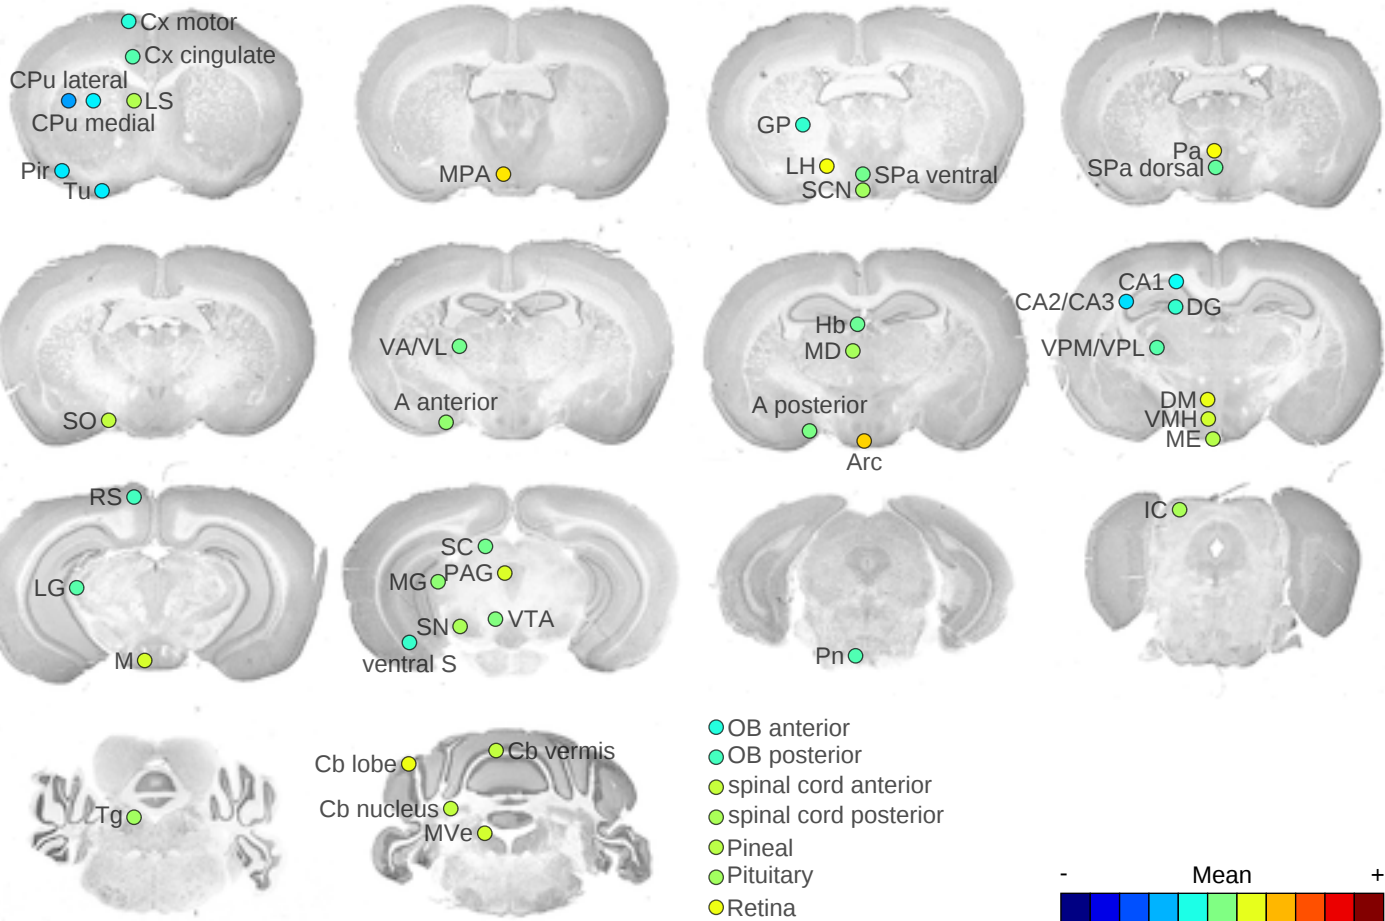 Cx motor
Cx cingulate
CPu lateral
LS
CPu medial
Pir
Tu
MPA
GP
LH
SPa ventral
SCN
Pa
SPa dorsal
SO
VA/VL
A anterior
Hb
MD
A posterior
Arc
CA1
CA2/CA3
DG
VPM/VPL
DM
VMH
ME
RS
LG
M
SC
MG
PAG
SN
VTA
ventral S
Pn
IC
Tg
Cb lobe
Cb vermis
Cb nucleus
MVe
OB anterior
OB posterior
spinal cord anterior
spinal cord posterior
Pineal
Pituitary
Retina
- Mean +